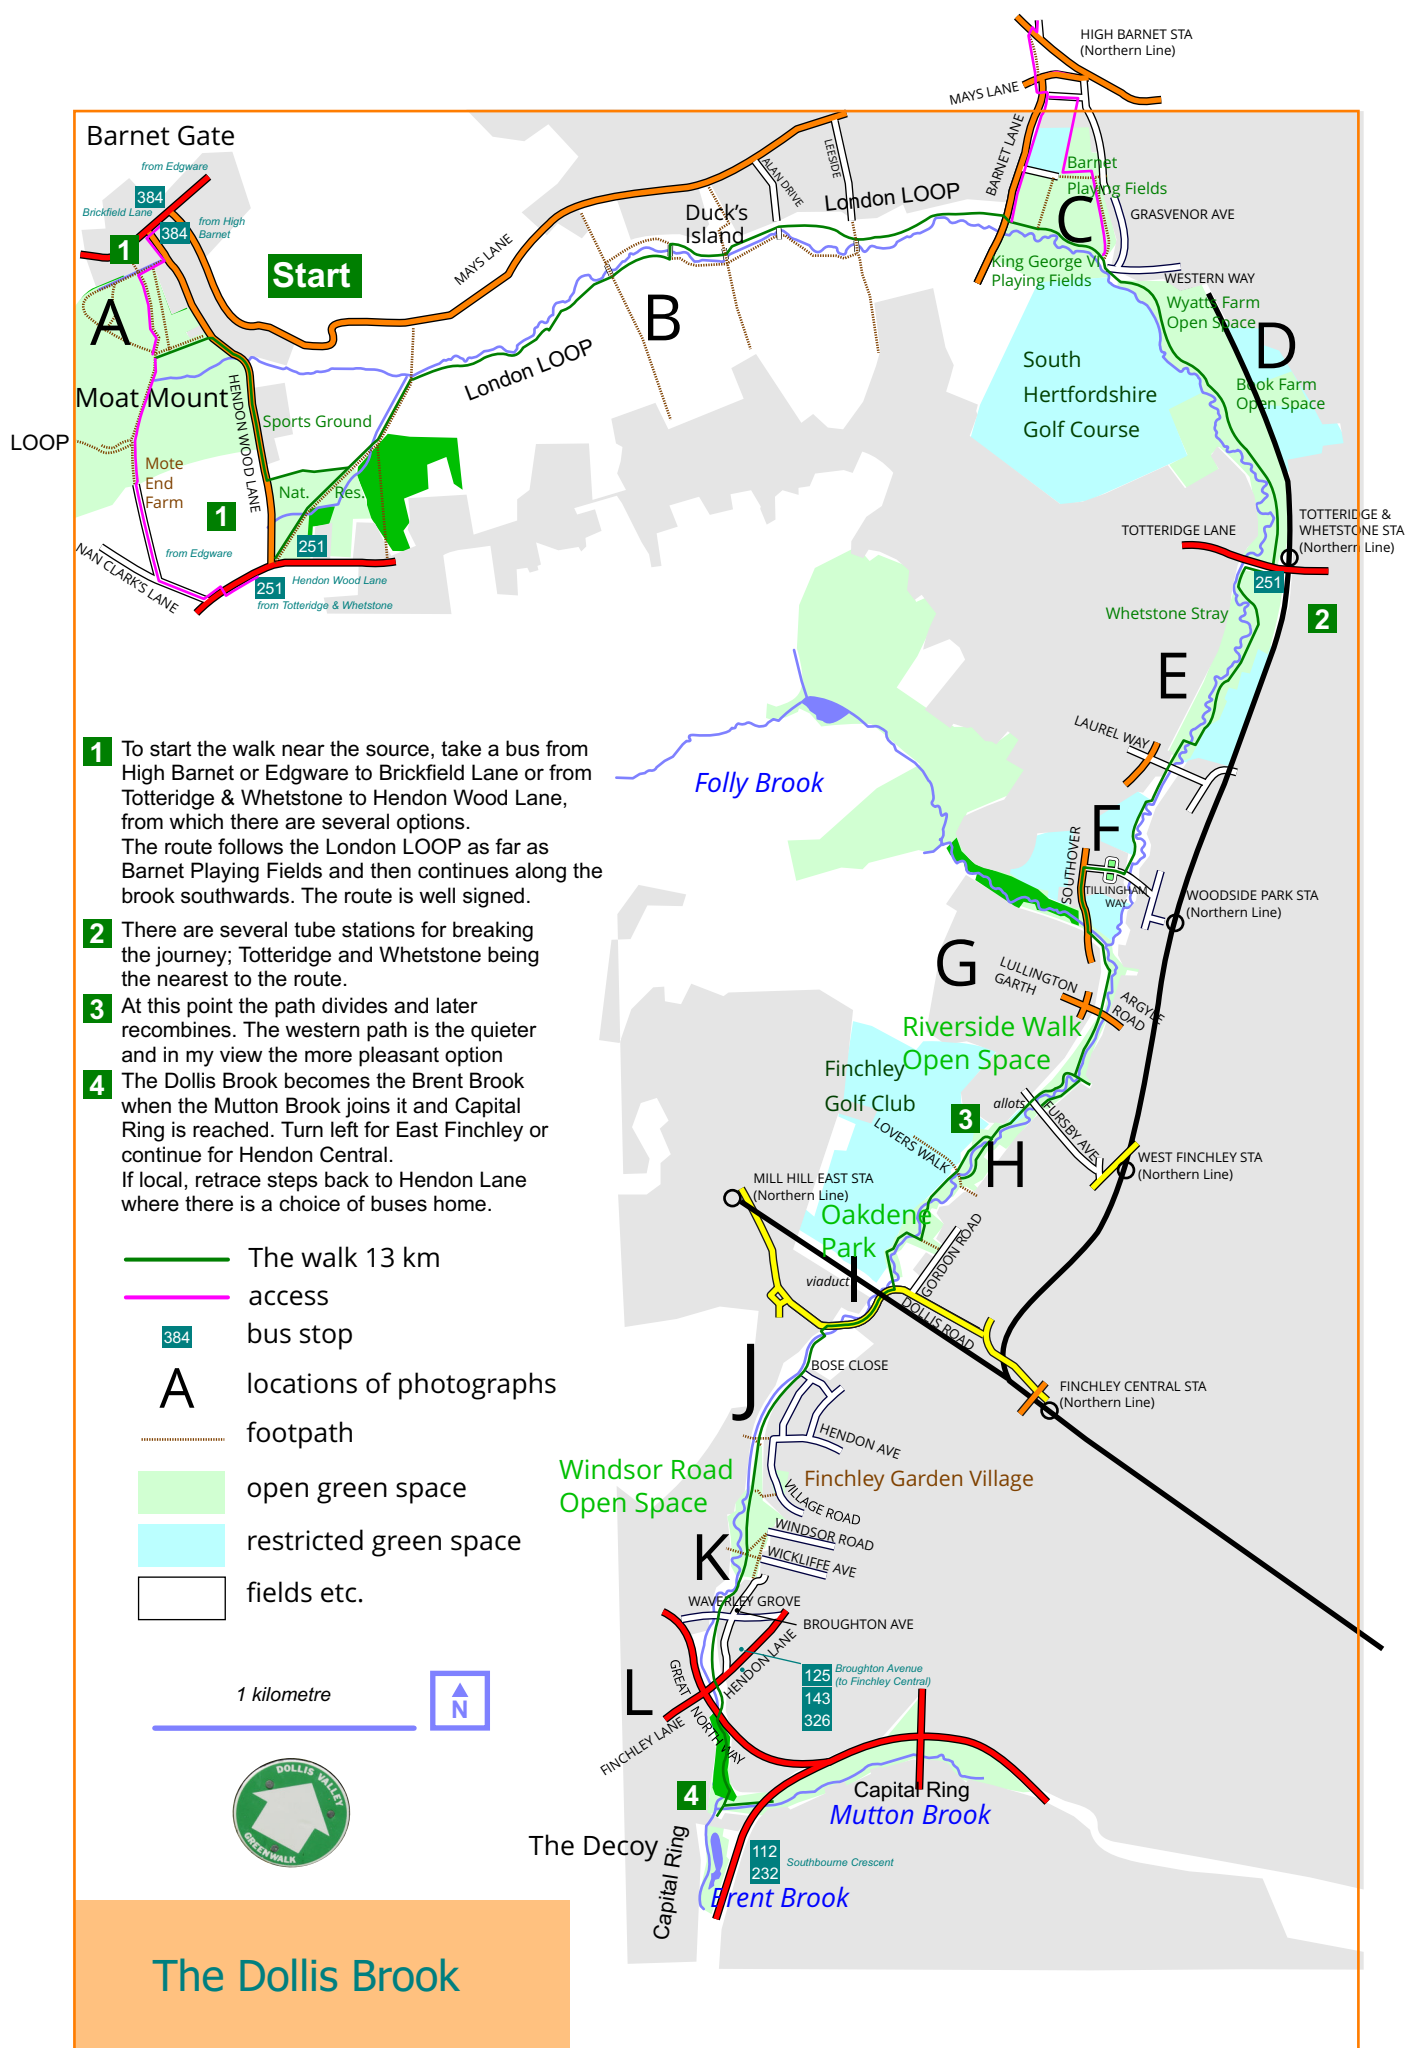 HIGH BARNET STA
(Northern Line)
MAYS LANE
Barnet Gate
from Edgware
384
Brickfield Lane
384
from High
Barnet
1
Start
A
BARNET LANE
Barnet
Playing Fields
C
GRASVENOR AVE
ALAN DRIVE
LEESIDE
London LOOP
Duck's
Island
MAYS LANE
King George VI
Playing Fields
WESTERN WAY
Wyatts Farm
Open Space
D
B
London LOOP
South
Hertfordshire
Golf Course
Book Farm
Open Space
Moat Mount
HENDON WOOD LANE
Sports Ground
LOOP
Mote
End
Farm
Nat. Res.
1
from Edgware
251
NAN CLARK'S LANE
251
Hendon Wood Lane
from Totteridge & Whetstone
TOTTERIDGE LANE
TOTTERIDGE &
WHETSTONE STA
(Northern Line)
251
2
Whetstone Stray
E
LAUREL WAY
Folly Brook
F
SOUTHOVER
TILLINGHAM
WAY
WOODSIDE PARK STA
(Northern Line)
1 To start the walk near the source, take a bus from
High Barnet or Edgware to Brickfield Lane or from
Totteridge & Whetstone to Hendon Wood Lane,
from which there are several options.
The route follows the London LOOP as far as
Barnet Playing Fields and then continues along the
brook southwards. The route is well signed.
2 There are several tube stations for breaking
the journey; Totteridge and Whetstone being
the nearest to the route.
3 At this point the path divides and later
recombines. The western path is the quieter
and in my view the more pleasant option
4 The Dollis Brook becomes the Brent Brook
when the Mutton Brook joins it and Capital
Ring is reached. Turn left for East Finchley or
continue for Hendon Central.
If local, retrace steps back to Hendon Lane
where there is a choice of buses home.
G
LULLINGTON
GARTH
ARGYLE
ROAD
Riverside Walk
Open Space
Finchley
Golf Club
allots
3
FURSBY AVE
LOVERS WALK
H
WEST FINCHLEY STA
(Northern Line)
MILL HILL EAST STA
(Northern Line)
Oakdene
Park
GORDON ROAD
viaduct
I
DOLLIS ROAD
The walk 13 km
access
384
bus stop
A
locations of photographs
footpath
open green space
restricted green space
fields etc.
J
BOSE CLOSE
FINCHLEY CENTRAL STA
(Northern Line)
HENDON AVE
Windsor Road
Open Space
Finchley Garden Village
VILLAGE ROAD
WINDSOR ROAD
K
WICKLIFFE AVE
WAVERLEY GROVE
BROUGHTON AVE
HENDON LANE
L
GREAT
NORTH WAY
FINCHLEY LANE
125
143
326
Broughton Avenue
(to Finchley Central)
1 kilometre
N
DOLLIS VALLEY
GREENWALK
4
Capital Ring
Mutton Brook
The Decoy
Capital Ring
112
232
Southbourne Crescent
Brent Brook
The Dollis Brook